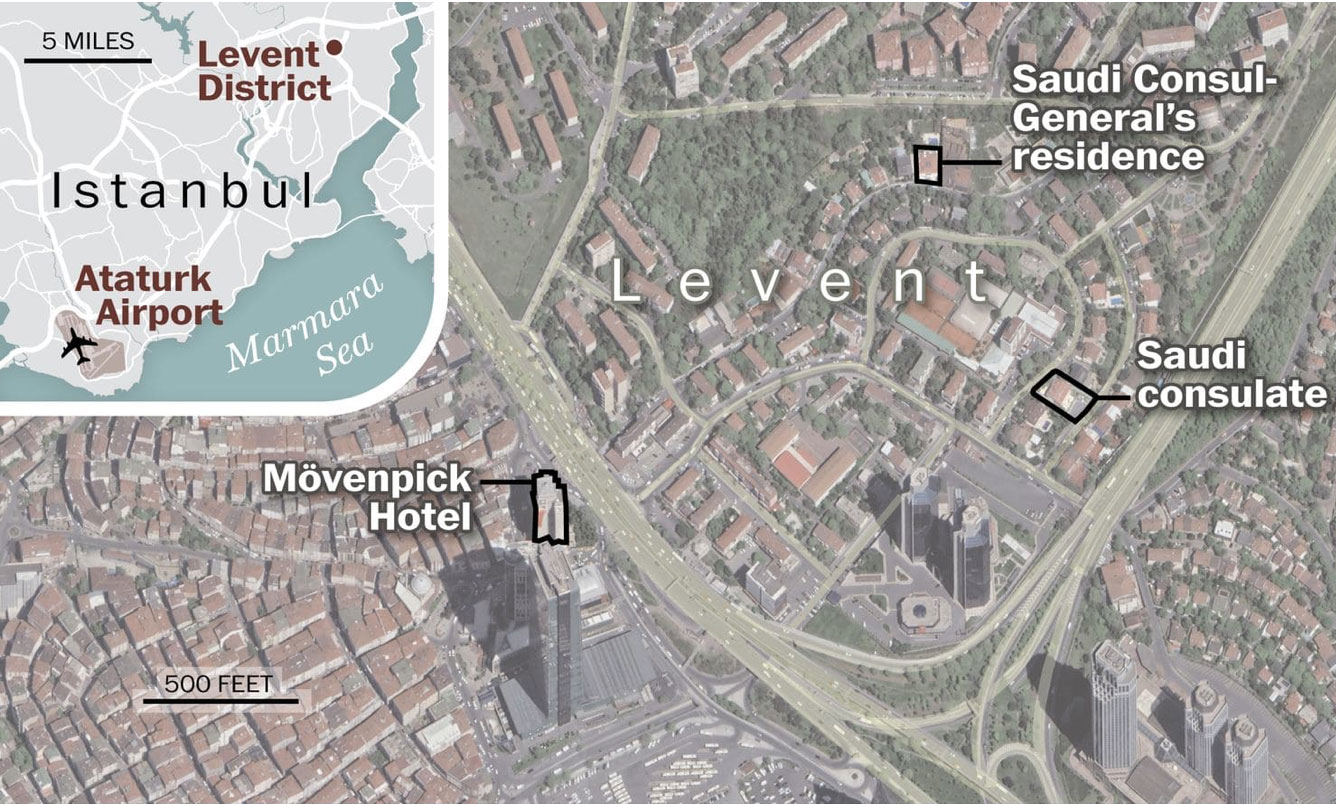 5 MILES
Levent
District
Istanbul
Ataturk
Airport
Marmara
Sea
Saudi Consul-
General's
residence
Levent
Saudi
consulate
Mövenpick
Hotel
500 FEET